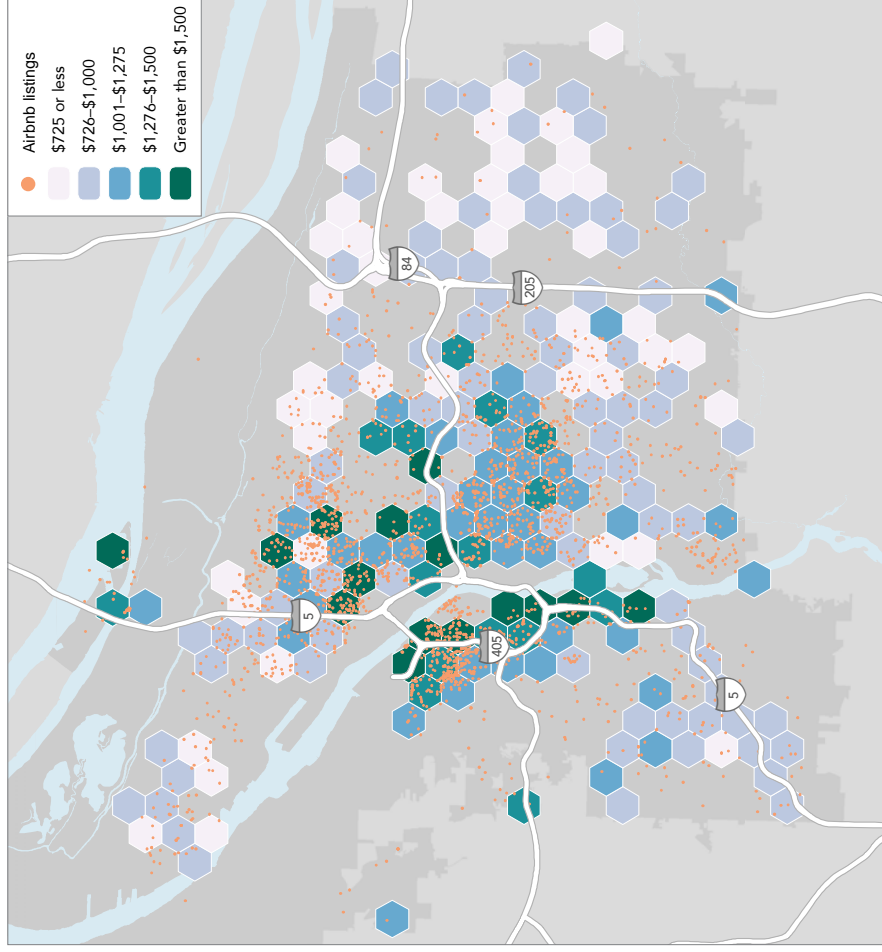 Airbnb listings
$725 or less
$726–$1,000
$1,001–$1,275
$1,276–$1,500
Greater than $1,500
84
205
5
405
5